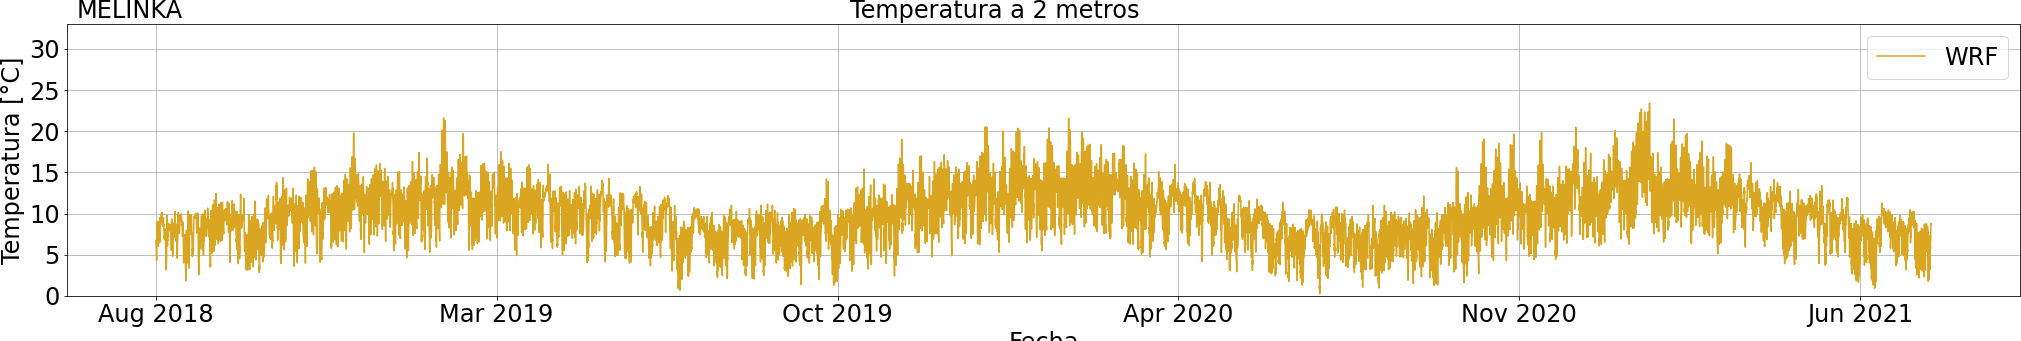 MELINKA
Temperatura a 2 metros
Temperatura [°C]
30
25
20
15
10
5
0
WRF
Aug 2018
Mar 2019
Oct 2019
Apr 2020
Nov 2020
Jun 2021
Fecha